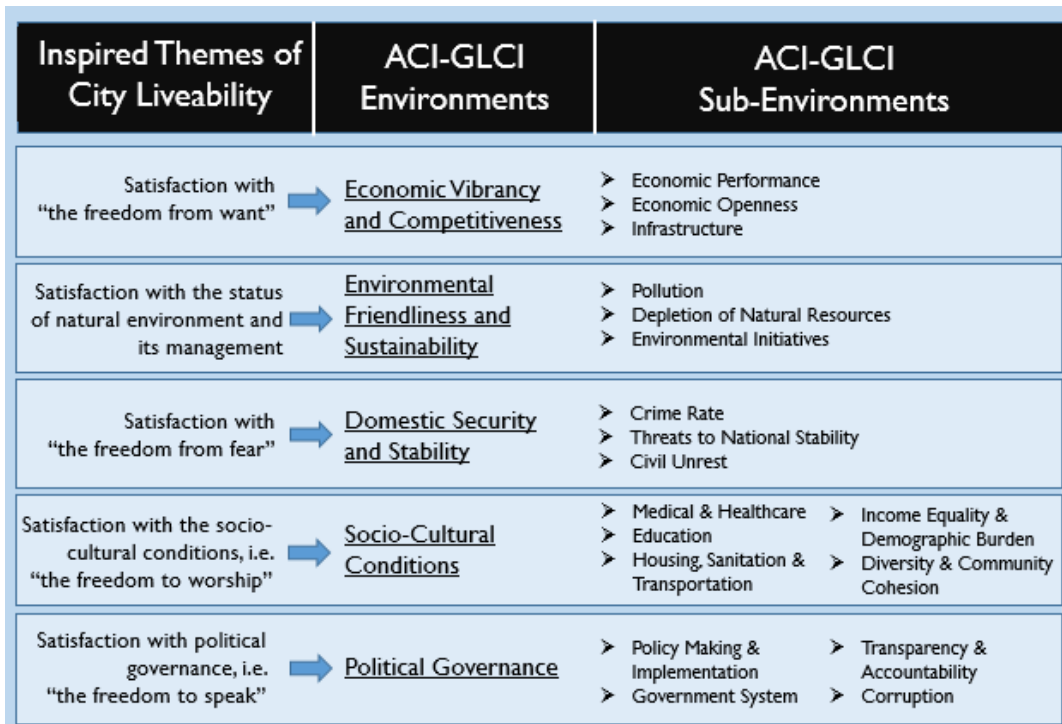 Inspired Themes of
City Liveability
ACI-GLCI
Environments
ACI-GLCI
Sub-Environments
Satisfaction with
“the freedom from want”
Economic Vibrancy
and Competitiveness
➢ Economic Performance
➢ Economic Openness
➢ Infrastructure
Satisfaction with the status
of natural environment and
its management
Environmental
Friendliness and
Sustainability
➢ Pollution
➢ Depletion of Natural Resources
➢ Environmental Initiatives
Satisfaction with
“the freedom from fear”
Domestic Security
and Stability
➢ Crime Rate
➢ Threats to National Stability
➢ Civil Unrest
Satisfaction with the socio-
cultural conditions, i.e.
“the freedom to worship”
Socio-Cultural
Conditions
➢ Medical & Healthcare
➢ Education
➢ Housing, Sanitation &
Transportation
➢ Income Equality &
Demographic Burden
➢ Diversity & Community
Cohesion
Satisfaction with political
governance, i.e.
“the freedom to speak”
Political Governance
➢ Policy Making &
Implementation
➢ Government System
➢ Transparency &
Accountability
➢ Corruption